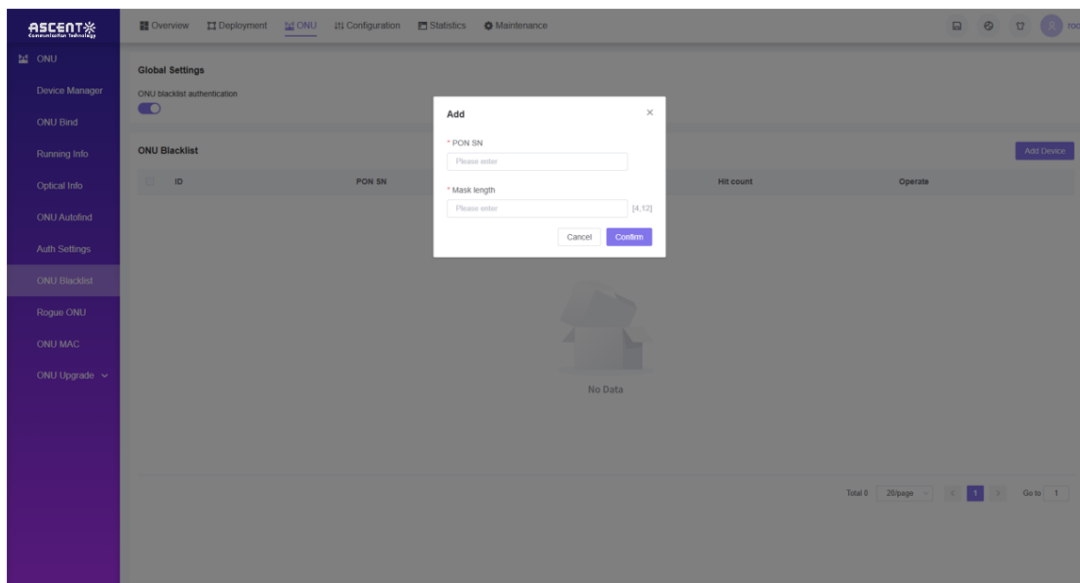 ASCENT
Communication Technology
Overview Deployment ONU Configuration Statistics Maintenance
roo
ONU
Device Manager
ONU Bind
Running Info
Optical Info
ONU Autofind
Auth Settings
ONU Blacklist
Rogue ONU
ONU MAC
ONU Upgrade
Global Settings
ONU blacklist authentication
ONU Blacklist
Add Device
ID PON SN Hit count Operate
Add
* PON SN
Please enter
* Mask length
Please enter [4,12]
Cancel Confirm
No Data
Total 0 20/page < 1 > Go to 1